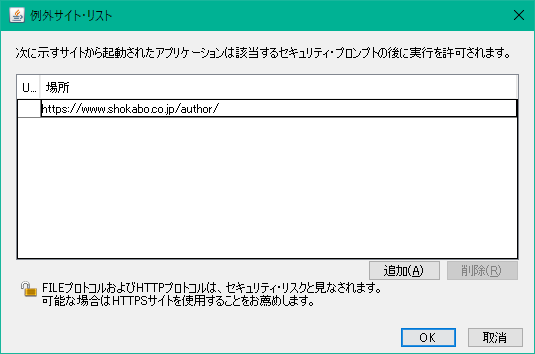 例外サイト・リスト
次に示すサイトから起動されたアプリケーションは該当するセキュリティ・プロンプトの後に実行を許可されます。
U... 場所
https://www.shokabo.co.jp/author/
追加(A) 削除(R)
FILEプロトコルおよびHTTPプロトコルは、セキュリティ・リスクと見なされます。
可能な場合はHTTPSサイトを使用することをお薦めします。
OK 取消